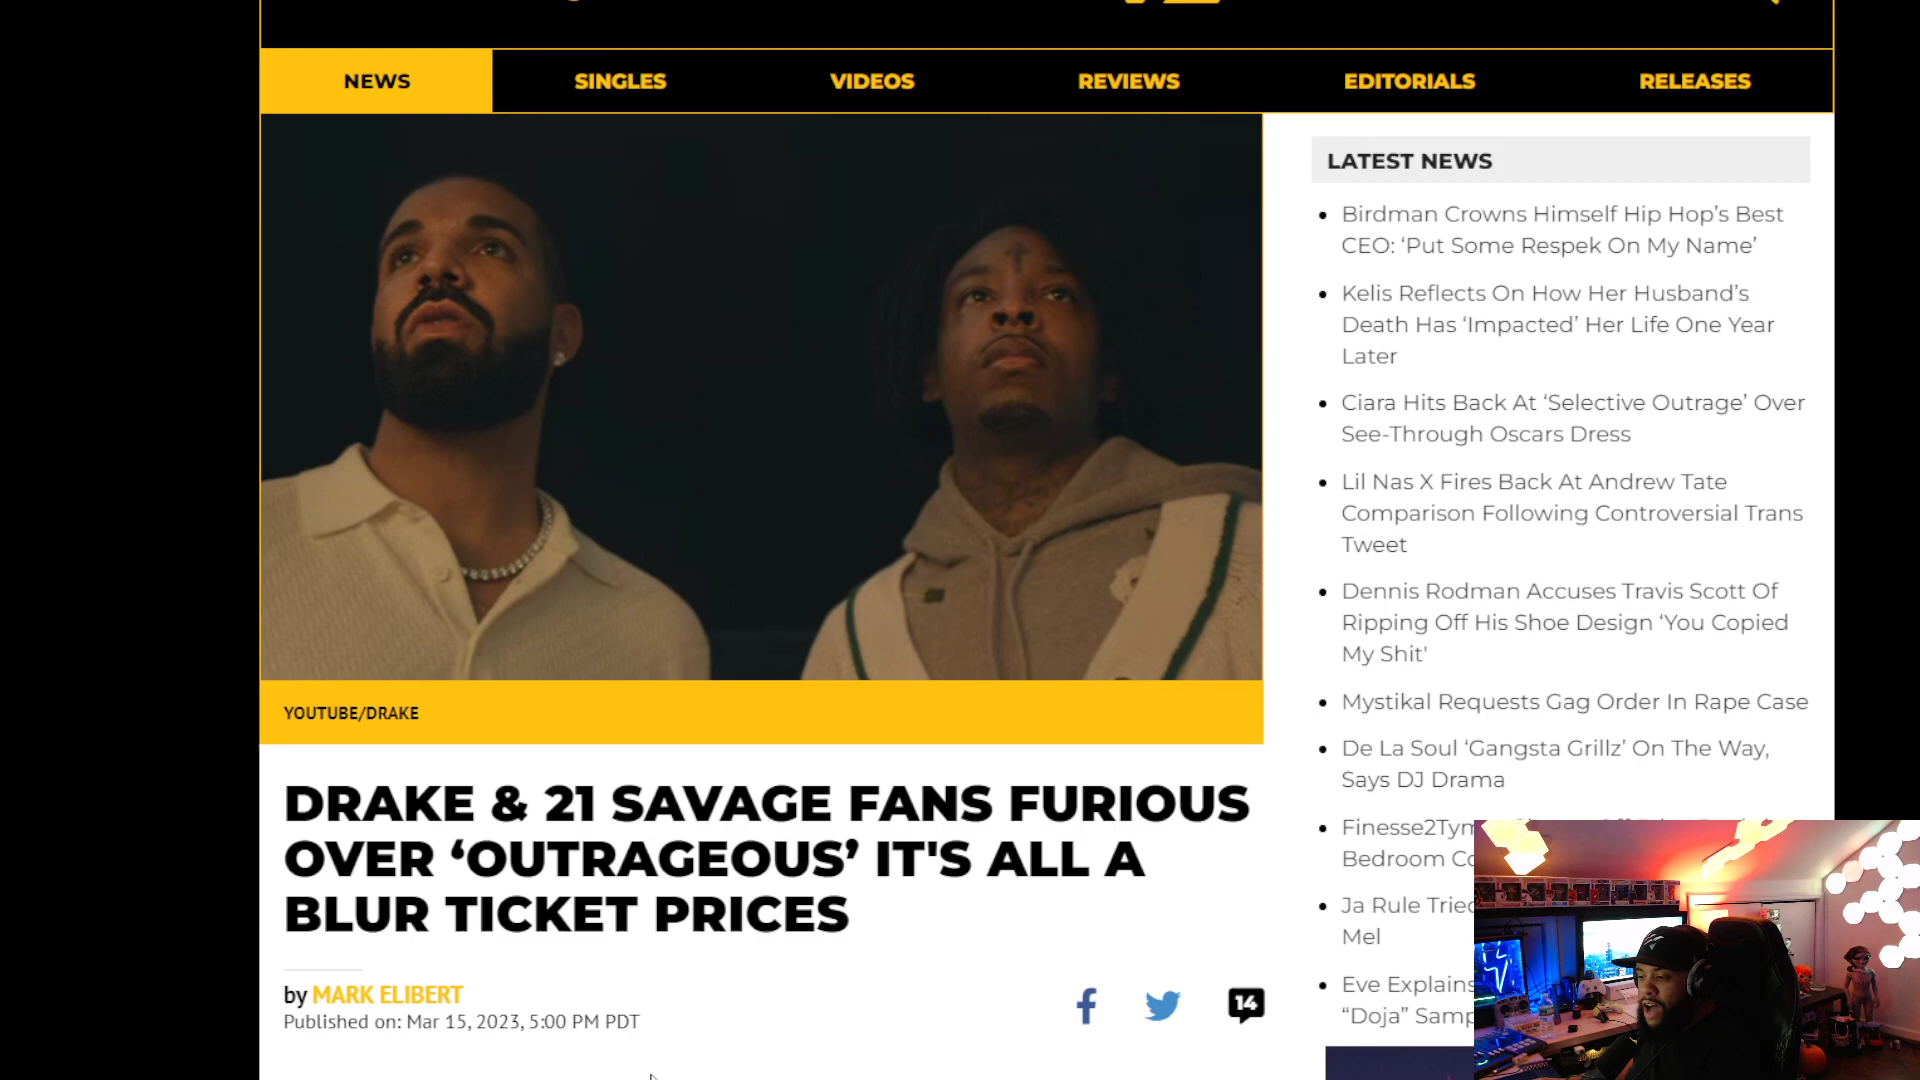 NEWS
SINGLES
VIDEOS
REVIEWS
EDITORIALS
RELEASES
YOUTUBE/DRAKE
DRAKE & 21 SAVAGE FANS FURIOUS
OVER ‘OUTRAGEOUS’ IT'S ALL A
BLUR TICKET PRICES
by MARK ELIBERT
Published on: Mar 15, 2023, 5:00 PM PDT
14
LATEST NEWS
Birdman Crowns Himself Hip Hop’s Best
CEO: ‘Put Some Respek On My Name’
Kelis Reflects On How Her Husband’s
Death Has ‘Impacted’ Her Life One Year
Later
Ciara Hits Back At ‘Selective Outrage’ Over
See-Through Oscars Dress
Lil Nas X Fires Back At Andrew Tate
Comparison Following Controversial Trans
Tweet
Dennis Rodman Accuses Travis Scott Of
Ripping Off His Shoe Design ‘You Copied
My Shit'
Mystikal Requests Gag Order In Rape Case
De La Soul ‘Gangsta Grillz’ On The Way,
Says DJ Drama
Bedroom
Ja Rule
Mel
Eve Explains
“Doja”